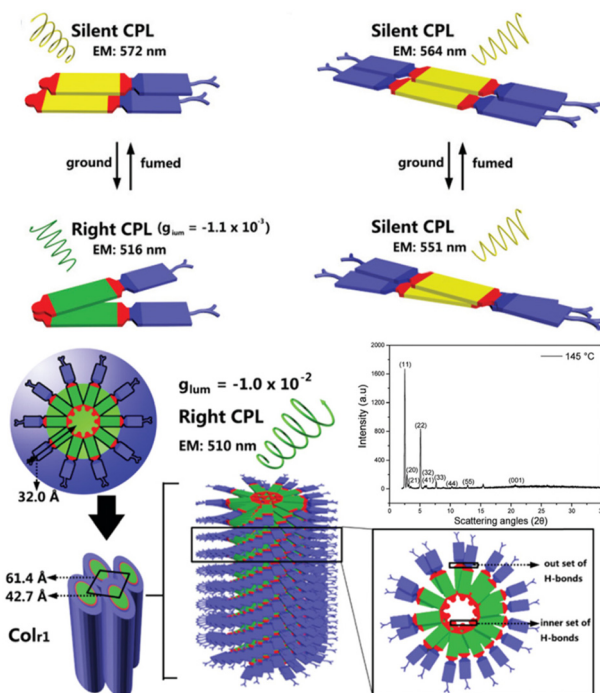 Silent CPL
EM: 572 nm
Silent CPL
EM: 564 nm
ground
fumed
ground
fumed
Right CPL (glum = -1.1 x 10-3)
EM: 516 nm
Silent CPL
EM: 551 nm
32.0 Å
glum = -1.0 x 10-2
Right CPL
EM: 510 nm
Intensity (a.u)
2000
1600
1200
800
400
0
145 °C
(11)
(20)
(21)
(22)
(32)
(41)
(33)
(44)
(55)
(001)
0
5
10
15
20
25
30
35
Scattering angles (2θ)
61.4 Å
42.7 Å
Colr1
out set of
H-bonds
inner set of
H-bonds